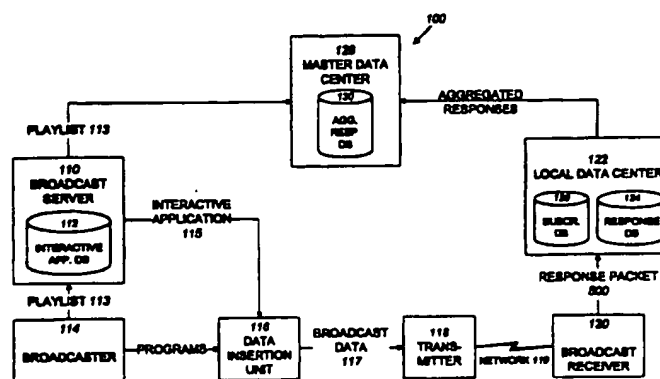 100
128
MASTER DATA
CENTER
130
AGG.
RESP
DB
AGGREGATED
RESPONSES
PLAYLIST 113
110
BROADCAST
SERVER
112
INTERACTIVE
APP. DB
INTERACTIVE
APPLICATION
115
122
LOCAL DATA
CENTER
SUBCR.
DB
124
RESPONSE
DB
RESPONSE PACKET
800
PLAYLIST 113
114
BROADCASTER
PROGRAMS
116
DATA
INSERTION
UNIT
BROADCAST
DATA
117
118
TRANS-
MITTER
NETWORK 119
120
BROADCAST
RECEIVER